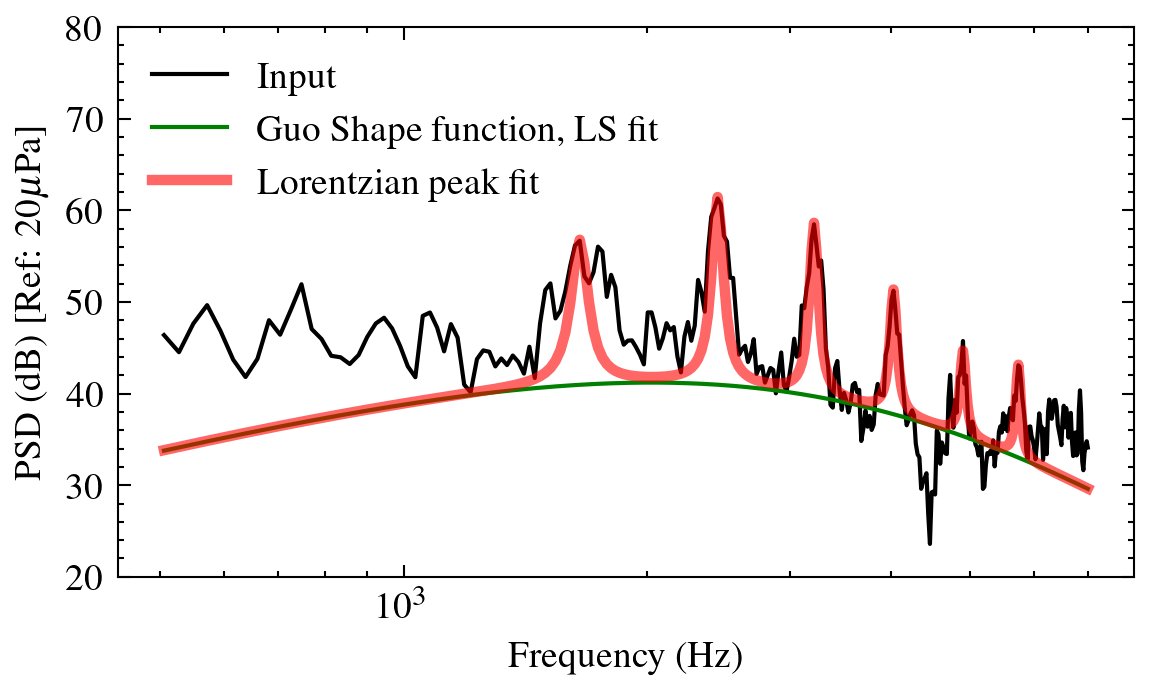 80
70
60
50
40
30
20
PSD (dB) [Ref: 20μPa]
Input
Guo Shape function, LS fit
Lorentzian peak fit
10³
Frequency (Hz)